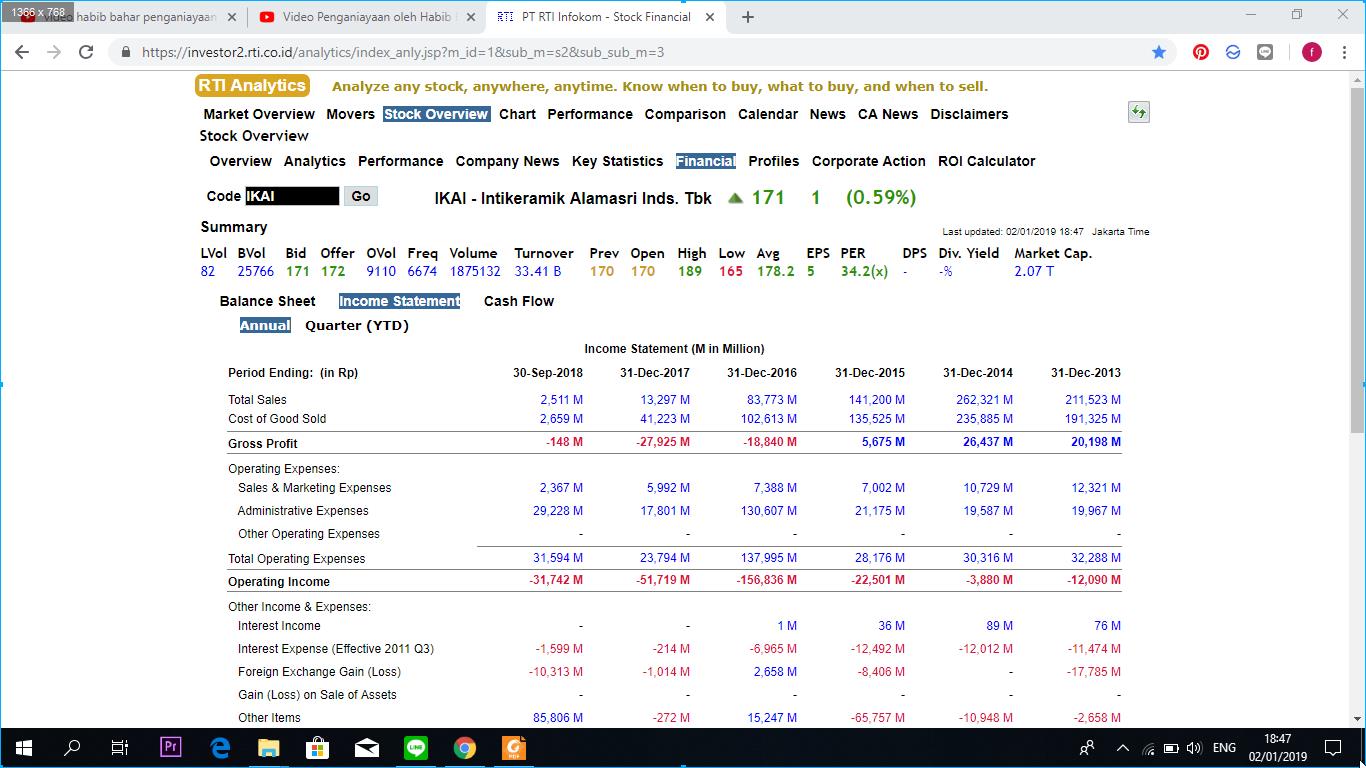 1366 x 768
Video habib bahar penganiayaan
Video Penganiayaan oleh Habib
RTI PT RTI Infokom - Stock Financial
https://investor2.rti.co.id/analytics/index_anly.jsp?m_id=1&sub_m=s2&sub_sub_m=3
f
RTI Analytics Analyze any stock, anywhere, anytime. Know when to buy, what to buy, and when to sell.
Market Overview Movers Stock Overview Chart Performance Comparison Calendar News CA News Disclaimers
Stock Overview
Overview Analytics Performance Company News Key Statistics Financial Profiles Corporate Action ROI Calculator
Code IKAI Go IKAI - Intikeramik Alamasri Inds. Tbk 171 1 (0.59%)
Summary Last updated: 02/01/2019 18:47 Jakarta Time
LVol BVol Bid Offer OVol Freq Volume Turnover Prev Open High Low Avg EPS PER DPS Div. Yield Market Cap.
82 25766 171 172 9110 6674 1875132 33.41 B 170 170 189 165 178.2 5 34.2(x) - -% 2.07 T
Balance Sheet Income Statement Cash Flow
Annual Quarter (YTD)
Income Statement (M in Million)
Period Ending: (in Rp) 30-Sep-2018 31-Dec-2017 31-Dec-2016 31-Dec-2015 31-Dec-2014 31-Dec-2013
Total Sales 2,511 M 13,297 M 83,773 M 141,200 M 262,321 M 211,523 M
Cost of Good Sold 2,659 M 41,223 M 102,613 M 135,525 M 235,885 M 191,325 M
Gross Profit -148 M -27,925 M -18,840 M 5,675 M 26,437 M 20,198 M
Operating Expenses:
Sales & Marketing Expenses 2,367 M 5,992 M 7,388 M 7,002 M 10,729 M 12,321 M
Administrative Expenses 29,228 M 17,801 M 130,607 M 21,175 M 19,587 M 19,967 M
Other Operating Expenses - - - - - -
Total Operating Expenses 31,594 M 23,794 M 137,995 M 28,176 M 30,316 M 32,288 M
Operating Income -31,742 M -51,719 M -156,836 M -22,501 M -3,880 M -12,090 M
Other Income & Expenses:
Interest Income - - 1 M 36 M 89 M 76 M
Interest Expense (Effective 2011 Q3) -1,599 M -214 M -6,965 M -12,492 M -12,012 M -11,474 M
Foreign Exchange Gain (Loss) -10,313 M -1,014 M 2,658 M -8,406 M - -17,785 M
Gain (Loss) on Sale of Assets - - - - - -
Other Items 85,806 M -272 M 15,247 M -65,757 M -10,948 M -2,658 M
Pr LINE PDF ENG 18:47
02/01/2019